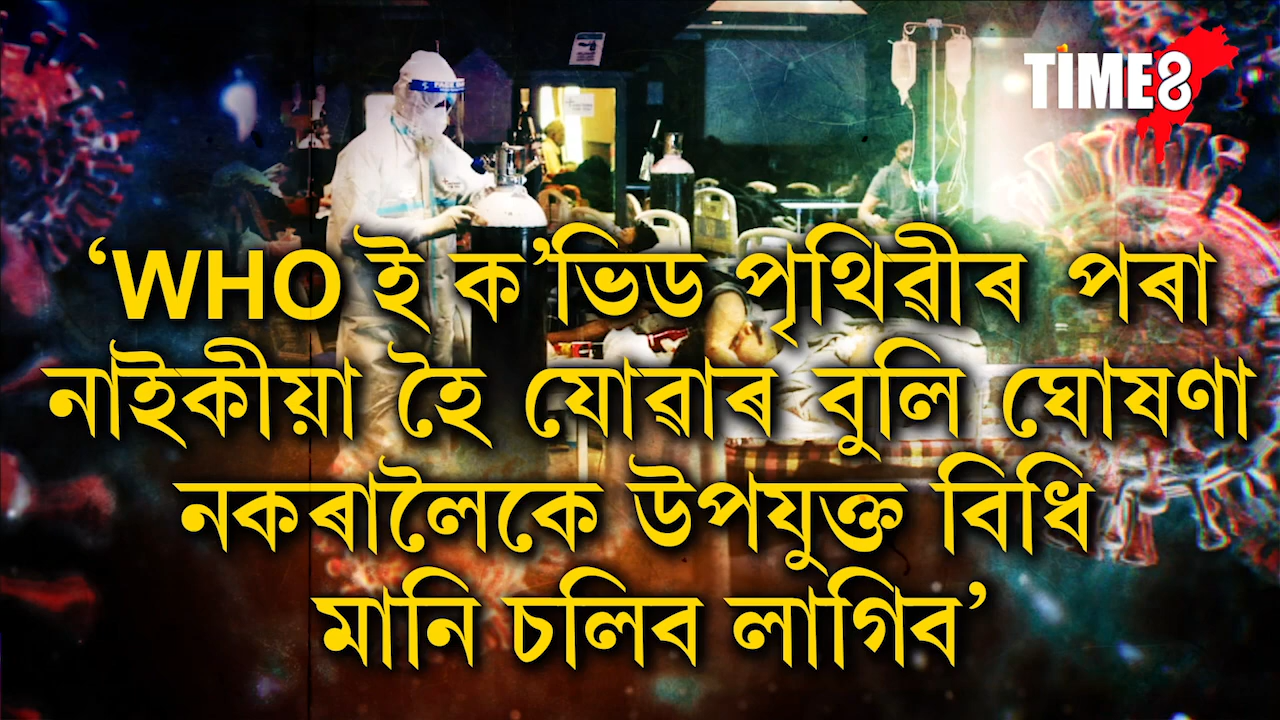 TIME8
‘WHO ই ক’ভিড পৃথিৱীৰ পৰা
নাইকীয়া হৈ যোৱাৰ বুলি ঘোষণা
নকৰালৈকে উপযুক্ত বিধি
মানি চলিব লাগিব’